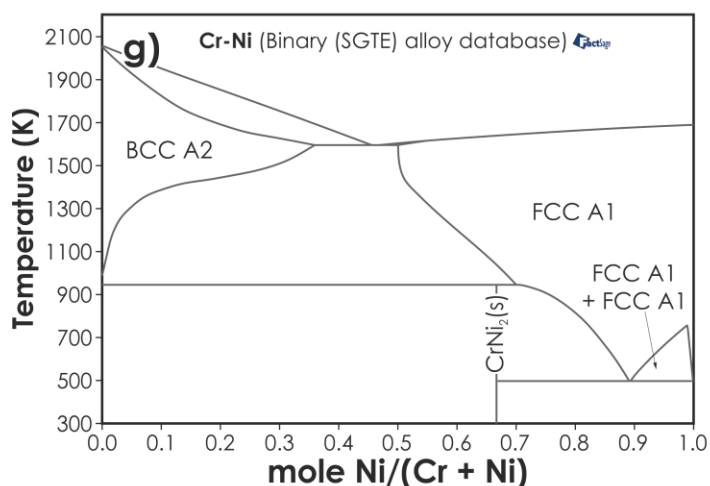 g)
Cr-Ni (Binary (SGTE) alloy database) FactSage
Temperature (K)
2100
1900
1700
1500
1300
1100
900
700
500
300
BCC A2
FCC A1
FCC A1
+ FCC A1
CrNi₂(s)
0.0 0.1 0.2 0.3 0.4 0.5 0.6 0.7 0.8 0.9 1.0
mole Ni/(Cr + Ni)